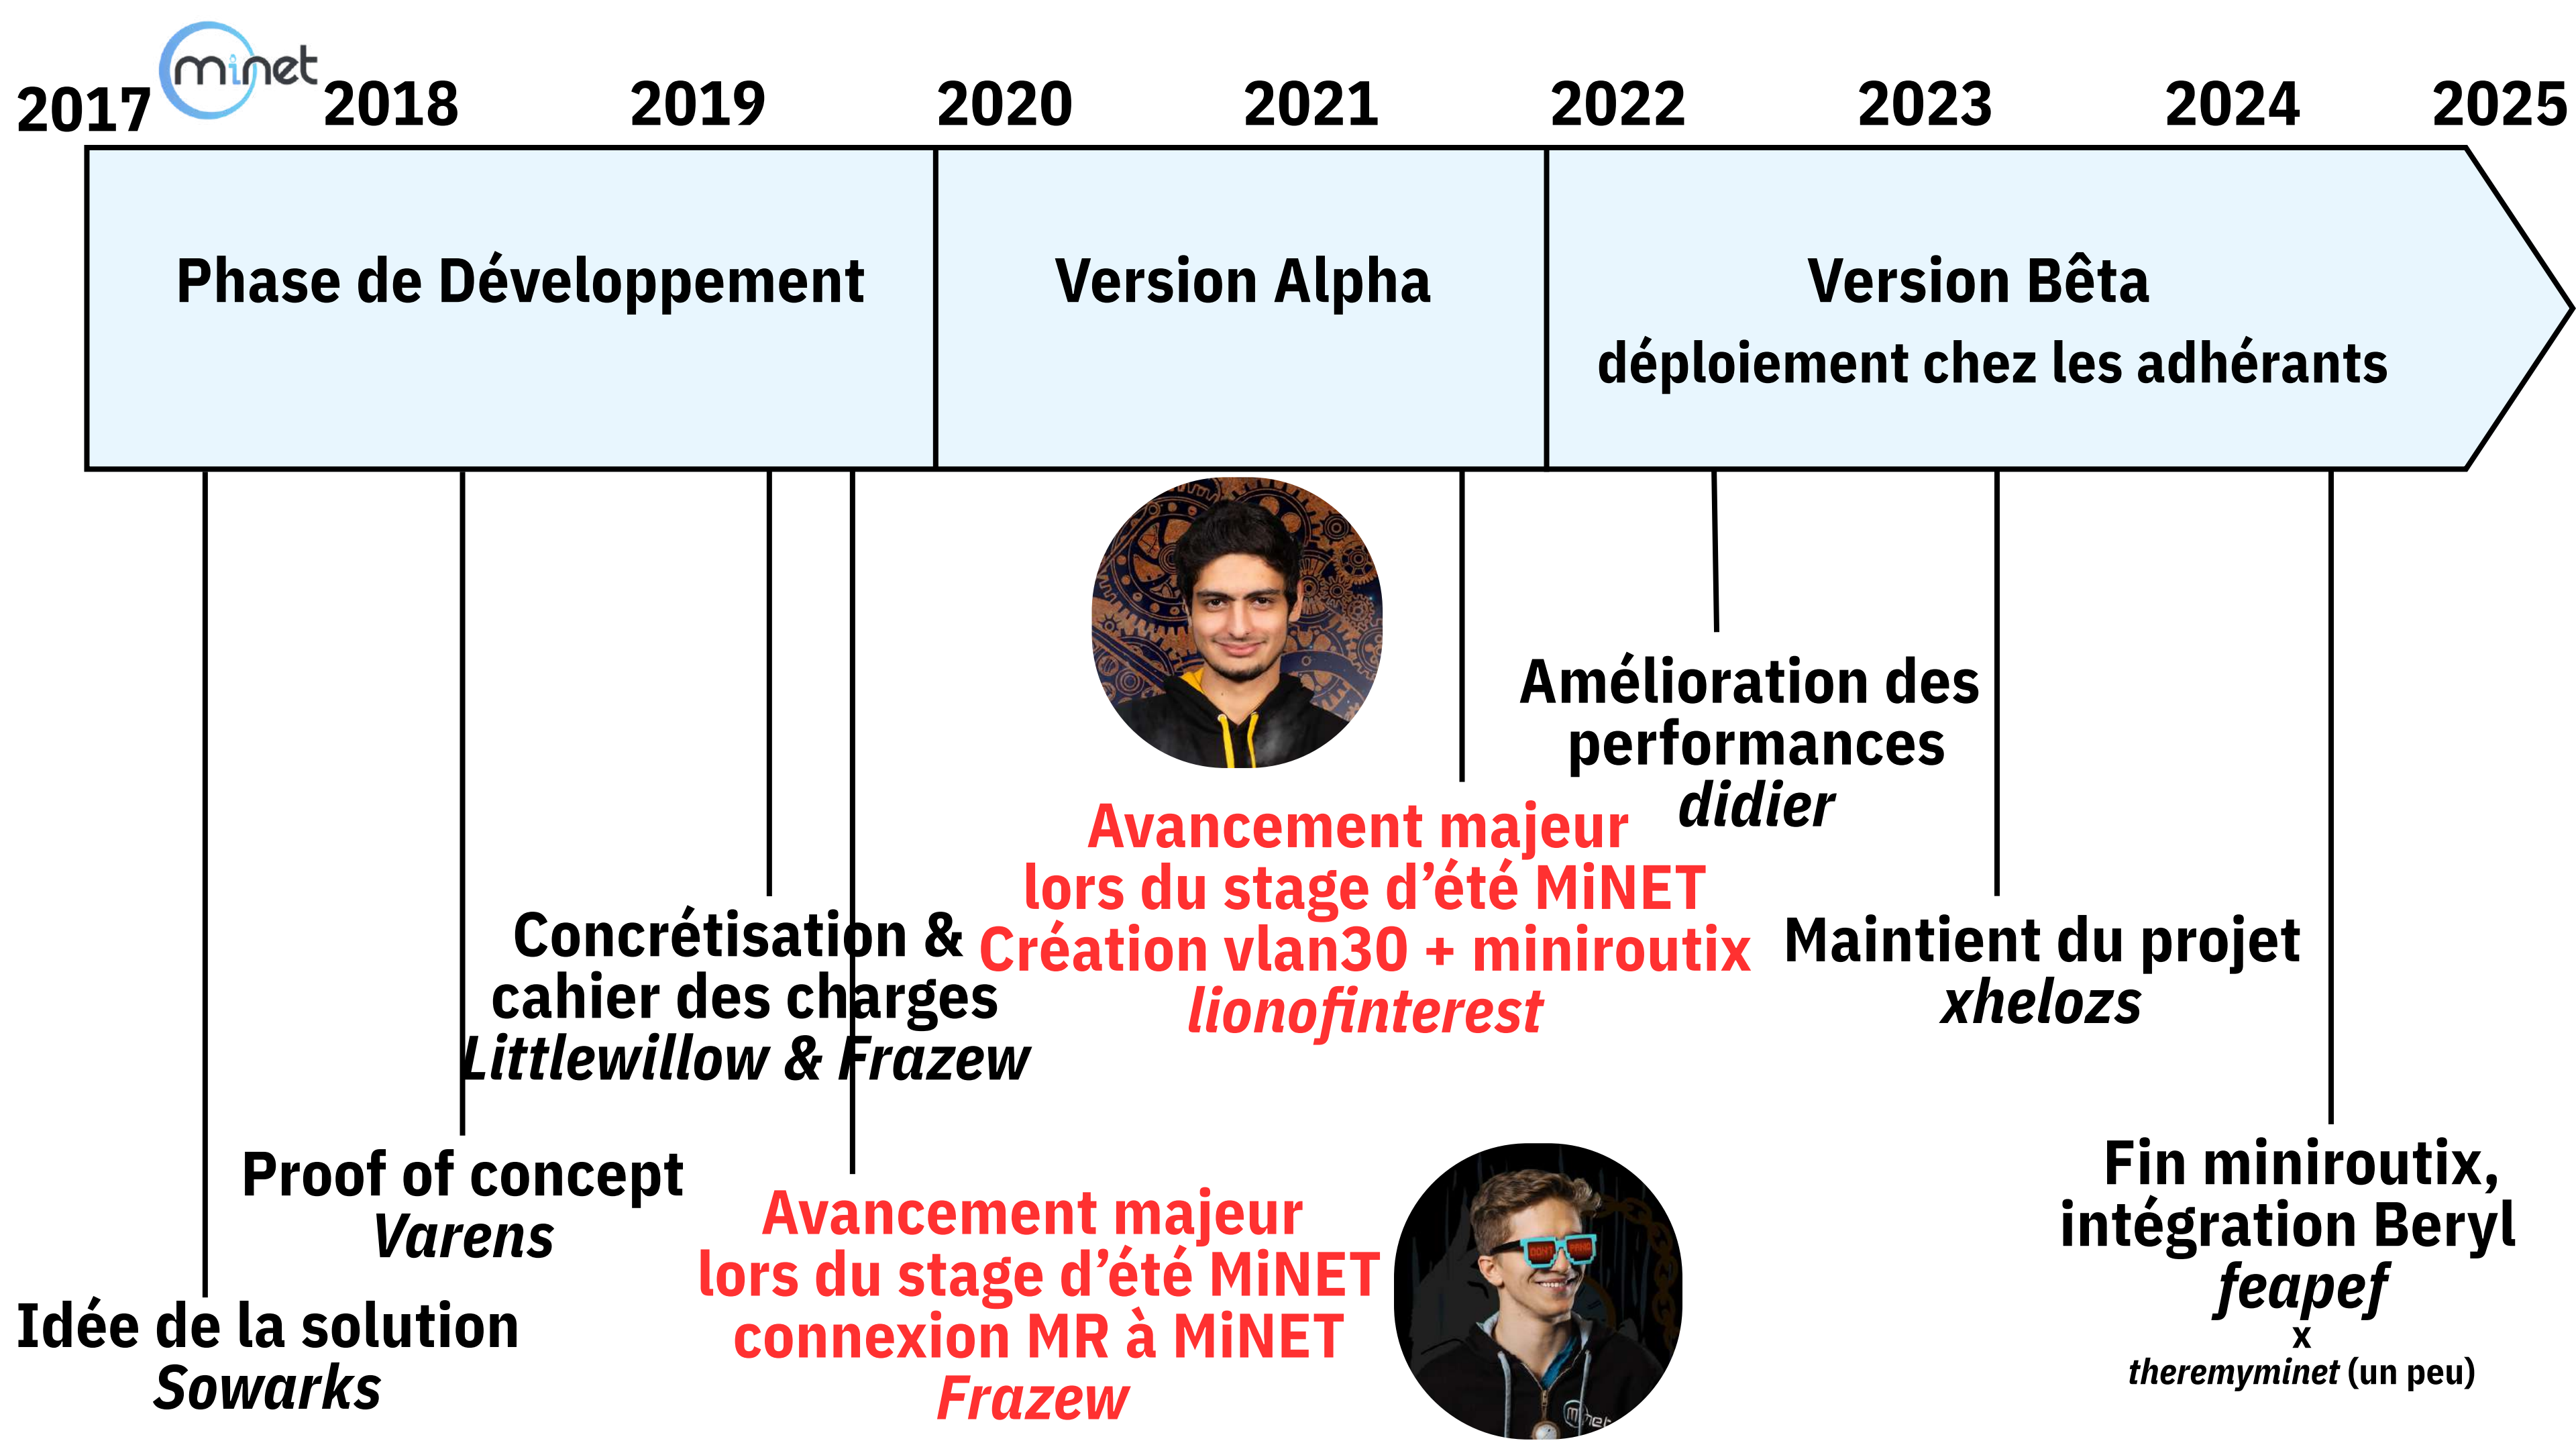 minet
2017 2018 2019 2020 2021 2022 2023 2024 2025
Phase de Développement
Version Alpha
Version Bêta
déploiement chez les adhérants
Idée de la solution
Sowarks
Proof of concept
Varens
Concrétisation &
cahier des charges
Littlewillow & Frazew
Avancement majeur
lors du stage d’été MiNET
connexion MR à MiNET
Frazew
DON'T PANIC
minet
Avancement majeur
lors du stage d’été MiNET
Création vlan30 + miniroutix
lionofinterest
Amélioration des
performances
didier
Maintient du projet
xhelozs
Fin miniroutix,
intégration Beryl
feapef
x
theremyminet (un peu)